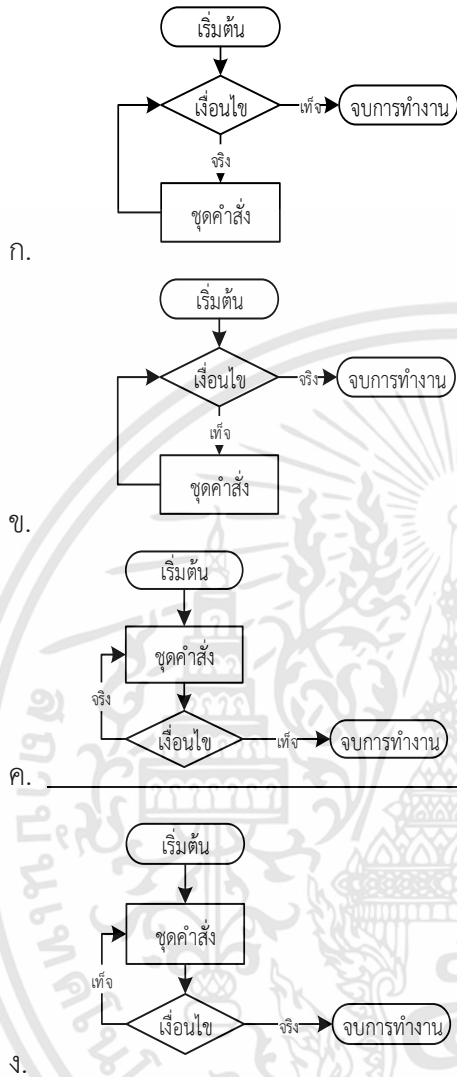 เริ่มต้น
เงื่อนไข
เท็จ
จบการทำงาน
จริง
ชุดคำสั่ง
ก.
เริ่มต้น
เงื่อนไข
จริง
จบการทำงาน
เท็จ
ชุดคำสั่ง
ข.
เริ่มต้น
ชุดคำสั่ง
จริง
เงื่อนไข
เท็จ
จบการทำงาน
ค.
เริ่มต้น
ชุดคำสั่ง
เท็จ
เงื่อนไข
จริง
จบการทำงาน
ง.